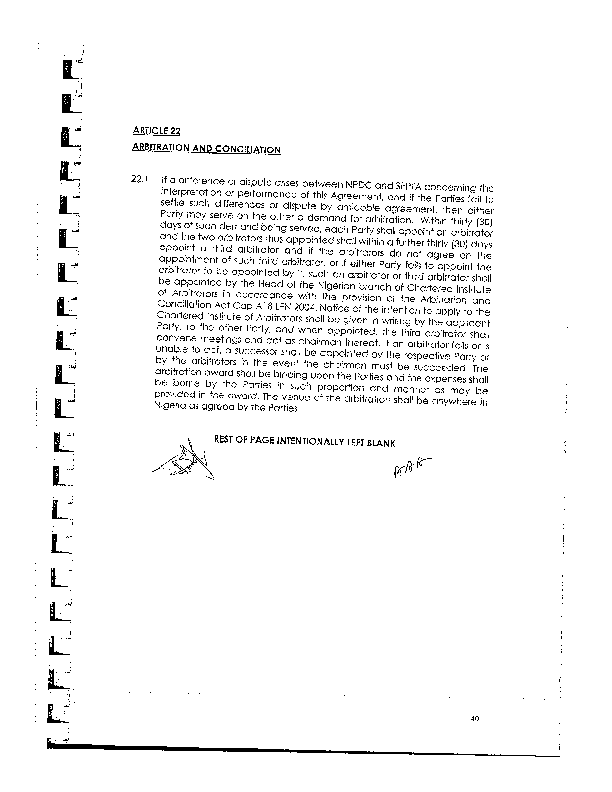 ARTICLE 22
ARBITRATION AND CONCILIATION
22.1 If a difference or dispute arises between NPDC and SEPTA concerning the
interpretation or performance of this Agreement, and if the Parties fail to
settle such differences or dispute by amicable agreement, then either
Party may serve on the other a demand for arbitration. Within thirty (30)
days of such demand being served, each Party shall appoint an arbitrator
and the two arbitrators thus appointed shall within a further thirty (30) days
appoint a third arbitrator and if the arbitrators do not agree on the
appointment of such third arbitrator, or if either Party fails to appoint the
arbitrator to be appointed by it, such an arbitrator or third arbitrator shall
be appointed by the Head of the Nigerian branch of Chartered Institute
of Arbitrators in accordance with the provision of the Arbitration and
Conciliation Act Cap A18 LFN 2004. Notice of the intention to apply to the
Chartered Institute of Arbitrators shall be given in writing by the applicant
Party, to the other Party, and when appointed, the third arbitrator shall
convene meetings and act as chairman thereat. If an arbitrator fails or is
unable to act, a successor shall be appointed by the respective Party or
by the arbitrators in the event the chairman must be succeeded. The
arbitration award shall be binding upon the Parties and the expenses shall
be borne by the Parties in such proportion and manner as may be
provided in the award. The venue of the arbitration shall be anywhere in
Nigeria as agreed by the Parties
REST OF PAGE INTENTIONALLY LEFT BLANK
40